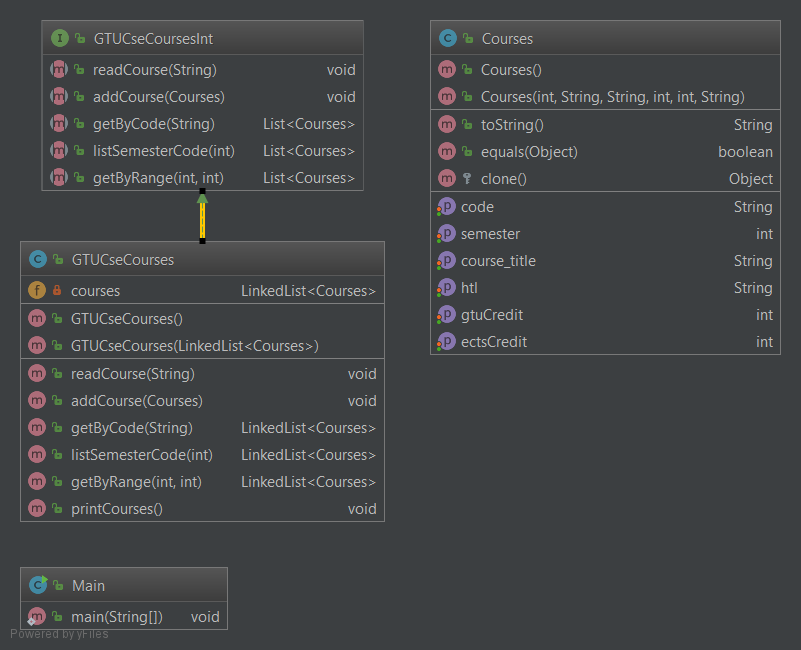 GTUCseCoursesInt
readCourse(String) void
addCourse(Courses) void
getByCode(String) List<Courses>
listSemesterCode(int) List<Courses>
getByRange(int, int) List<Courses>
Courses
Courses()
Courses(int, String, String, int, int, String)
toString() String
equals(Object) boolean
clone() Object
code String
semester int
course_title String
htl String
gtuCredit int
ectsCredit int
GTUCseCourses
courses LinkedList<Courses>
GTUCseCourses()
GTUCseCourses(LinkedList<Courses>)
readCourse(String) void
addCourse(Courses) void
getByCode(String) LinkedList<Courses>
listSemesterCode(int) LinkedList<Courses>
getByRange(int, int) LinkedList<Courses>
printCourses() void
Main
main(String[]) void
Powered by yFiles